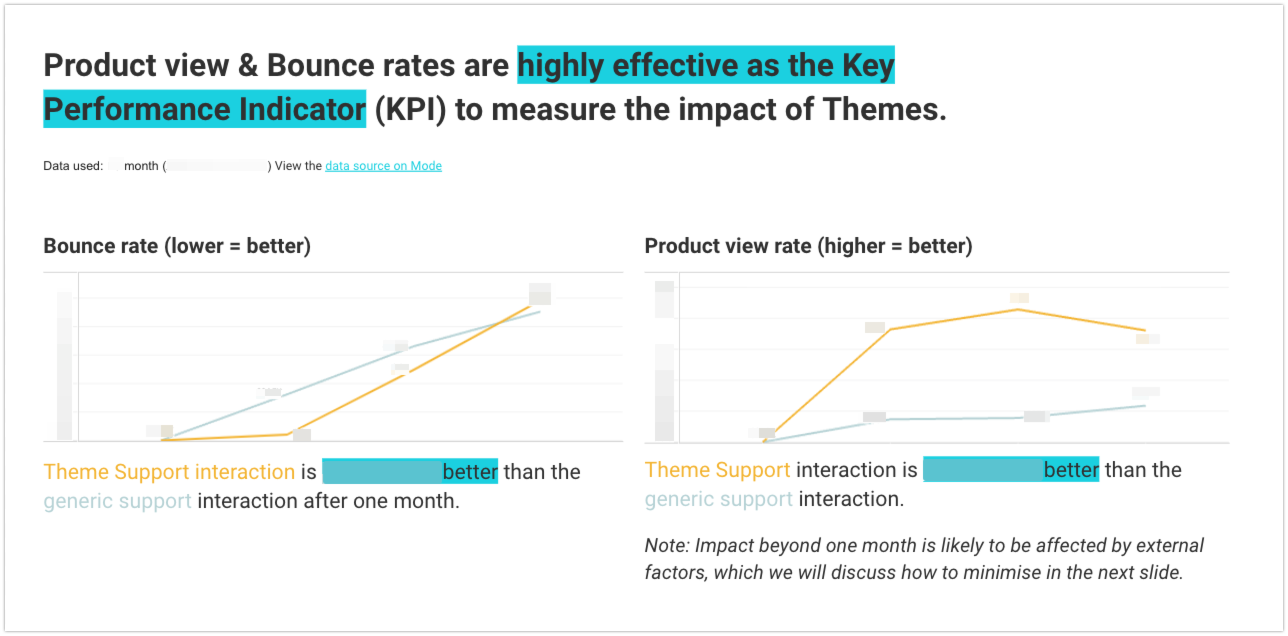 Product view & Bounce rates are highly effective as the Key
Performance Indicator (KPI) to measure the impact of Themes.
Data used: month ( ) View the data source on Mode
Bounce rate (lower = better)
Theme Support interaction is better than the
generic support interaction after one month.
Product view rate (higher = better)
Theme Support interaction is better than the
generic support interaction.
Note: Impact beyond one month is likely to be affected by external
factors, which we will discuss how to minimise in the next slide.